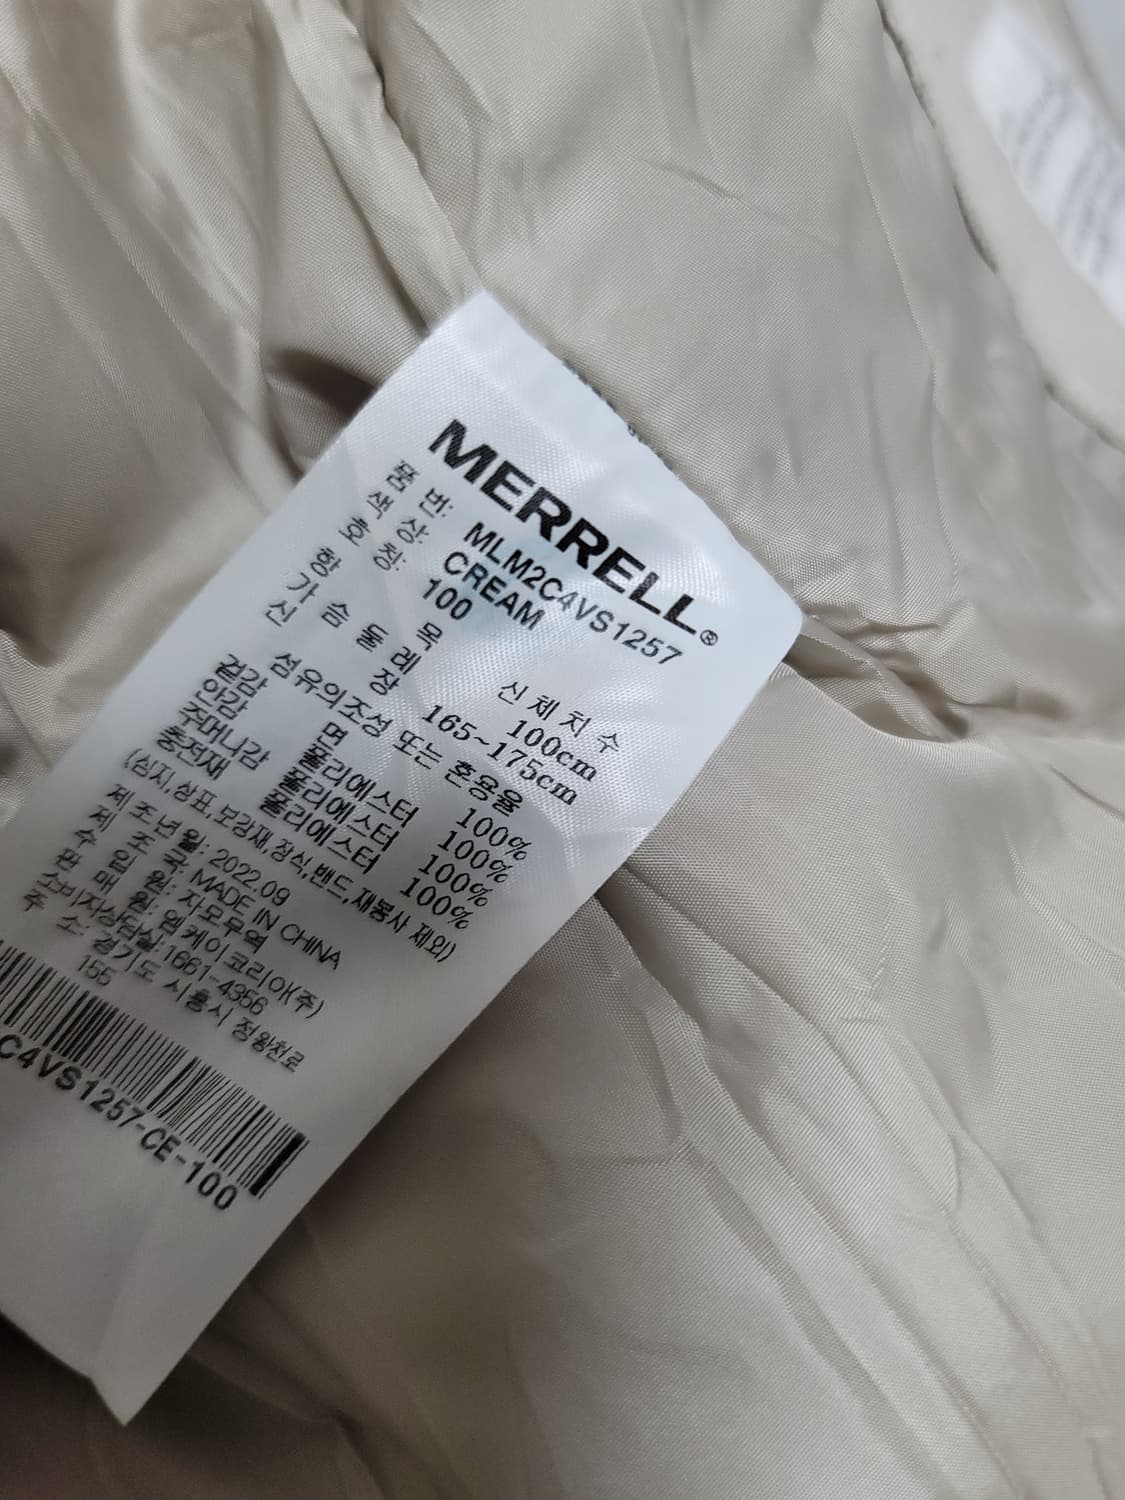 MERRELL®
품 번: MLM2C4VS1257
색 상: CREAM
호 칭: 100
항 목 신체치수
가슴둘레 100cm
신 장 165~175cm
섬유의조성 또는 혼용율
겉감 면 100%
안감 폴리에스터 100%
주머니감 폴리에스터 100%
충전재 폴리에스터 100%
(심지,상표,보강재,장식,밴드,재봉사 제외)
제조년월: 2022.09
제 조 국: MADE IN CHINA
수 입 원: 자모무역
판 매 원: 엠케이코리아(주)
소비자상담실: 1661-4356
주 소: 경기도 시흥시 정왕천로
155
C4VS1257-CE-100